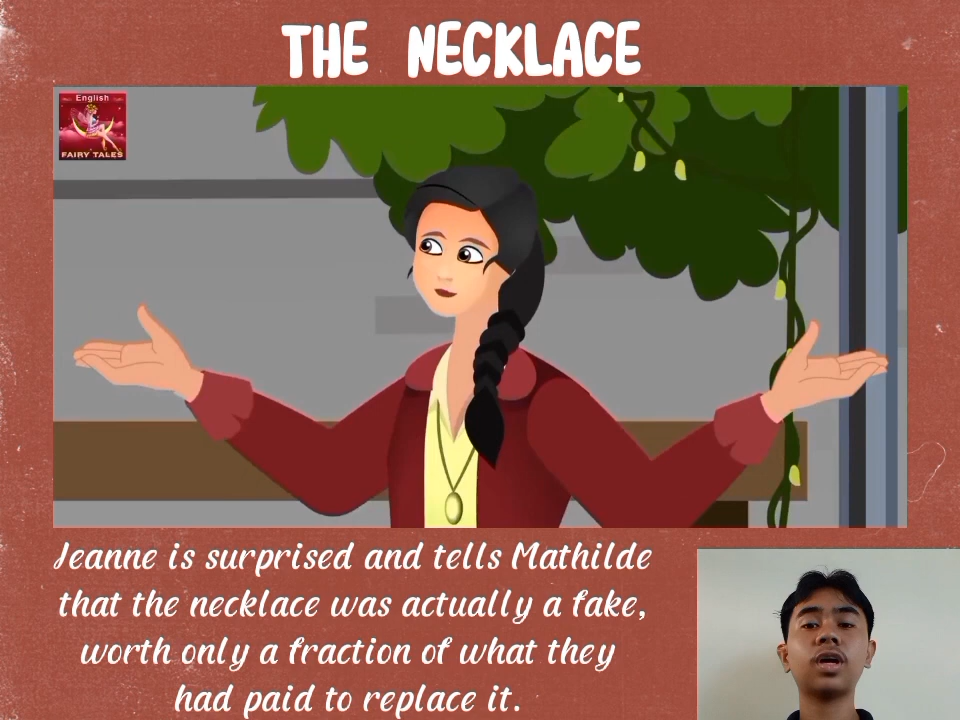 THE NECKLACE
English
FAIRY TALES
Jeanne is surprised and tells Mathilde
that the necklace was actually a fake,
worth only a fraction of what they
had paid to replace it.